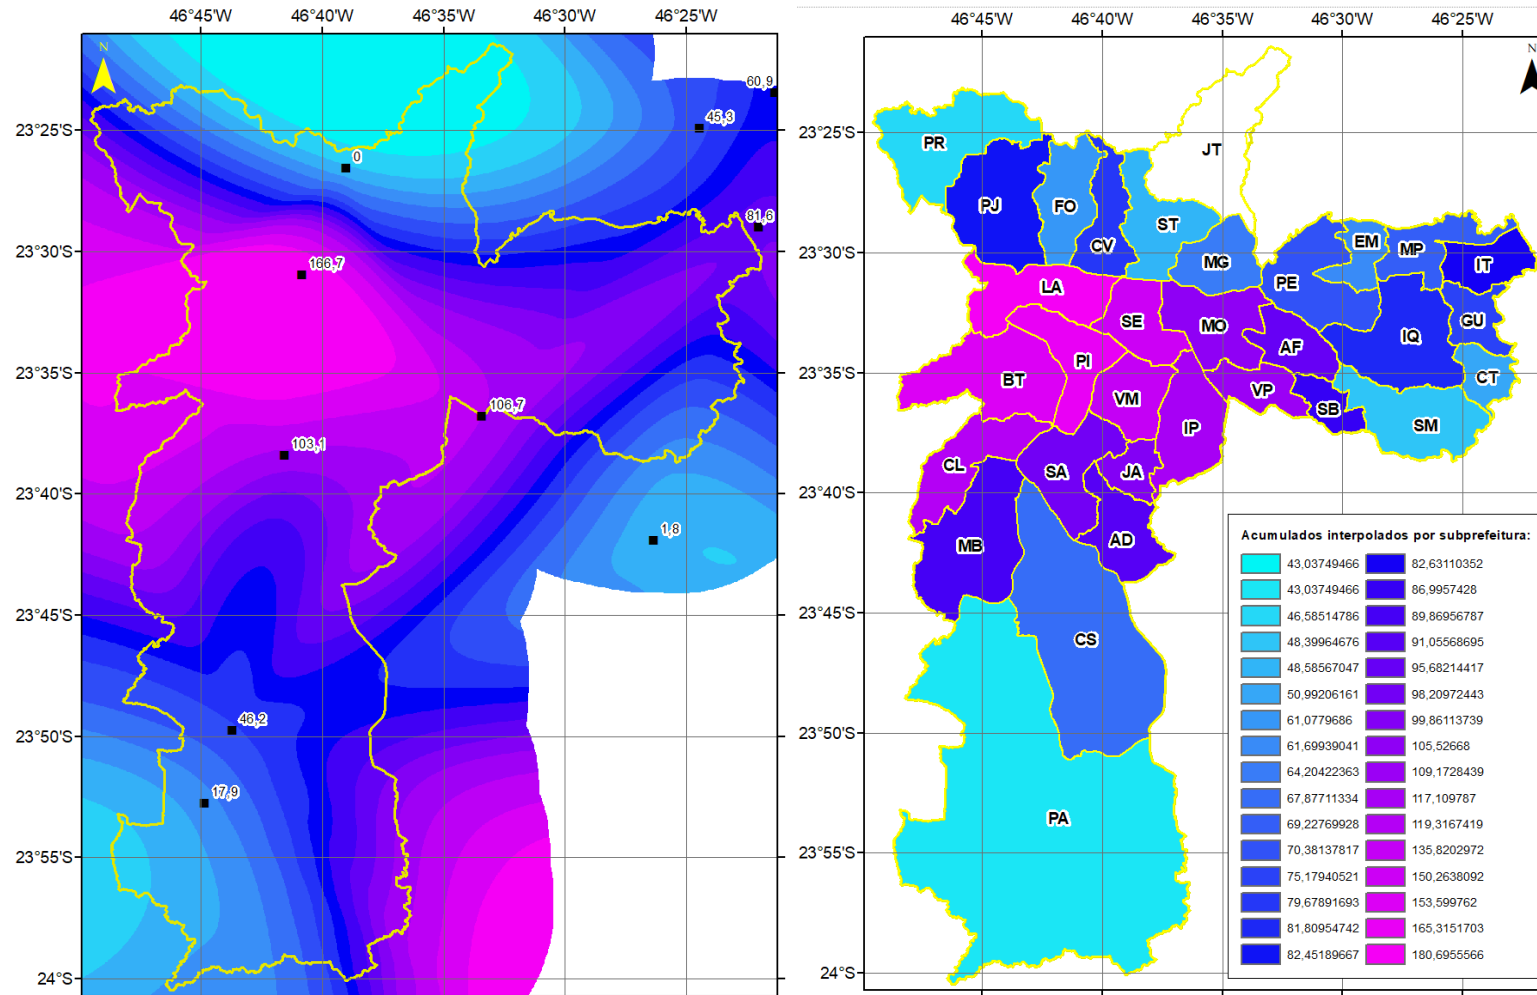 46°45'W 46°40'W 46°35'W 46°30'W 46°25'W
N
23°25'S
23°30'S
23°35'S
23°40'S
23°45'S
23°50'S
23°55'S
24°S
60,9
45,3
0
81,6
166,7
106,7
103,1
1,8
46,2
17,9
46°45'W 46°40'W 46°35'W 46°30'W 46°25'W
N
23°25'S
23°30'S
23°35'S
23°40'S
23°45'S
23°50'S
23°55'S
24°S
PR
JT
PJ
FO
ST
CV
MG
EM
MP
IT
PE
LA
SE
MO
GU
IQ
AF
PI
BT
CT
VM
VP
SB
SM
IP
CL
SA
JA
MB
AD
CS
PA
Acumulados interpolados por subprefeitura:
43,03749466 82,63110352
43,03749466 86,9957428
46,58514786 89,86956787
48,39964676 91,05568695
48,58567047 95,68214417
50,99206161 98,20972443
61,0779686 99,86113739
61,69939041 105,52668
64,20422363 109,1728439
67,87711334 117,109787
69,22769928 119,3167419
70,38137817 135,8202972
75,17940521 150,2638092
79,67891693 153,599762
81,80954742 165,3151703
82,45189667 180,6955566